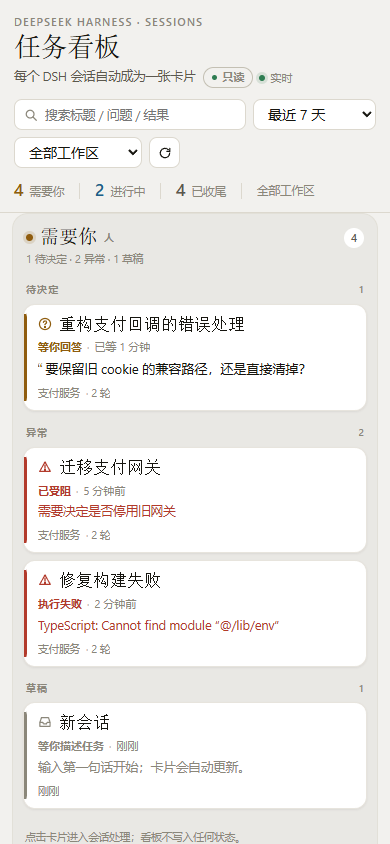 DEEPSEEK HARNESS · SESSIONS
任务看板
每个 DSH 会话自动成为一张卡片 只读 实时
搜索标题 / 问题 / 结果 最近 7 天
全部工作区
4 需要你 2 进行中 4 已收尾 全部工作区
需要你 人 4
1 待决定 · 2 异常 · 1 草稿
待决定 1
重构支付回调的错误处理
等你回答 · 已等 1 分钟
“ 要保留旧 cookie 的兼容路径，还是直接清掉？
支付服务 · 2 轮
异常 2
迁移支付网关
已受阻 · 5 分钟前
需要决定是否停用旧网关
支付服务 · 2 轮
修复构建失败
执行失败 · 2 分钟前
TypeScript: Cannot find module “@/lib/env”
支付服务 · 2 轮
草稿 1
新会话
等你描述任务 · 刚刚
输入第一句话开始；卡片会自动更新。
刚刚
点击卡片进入会话处理；看板不写入任何状态。